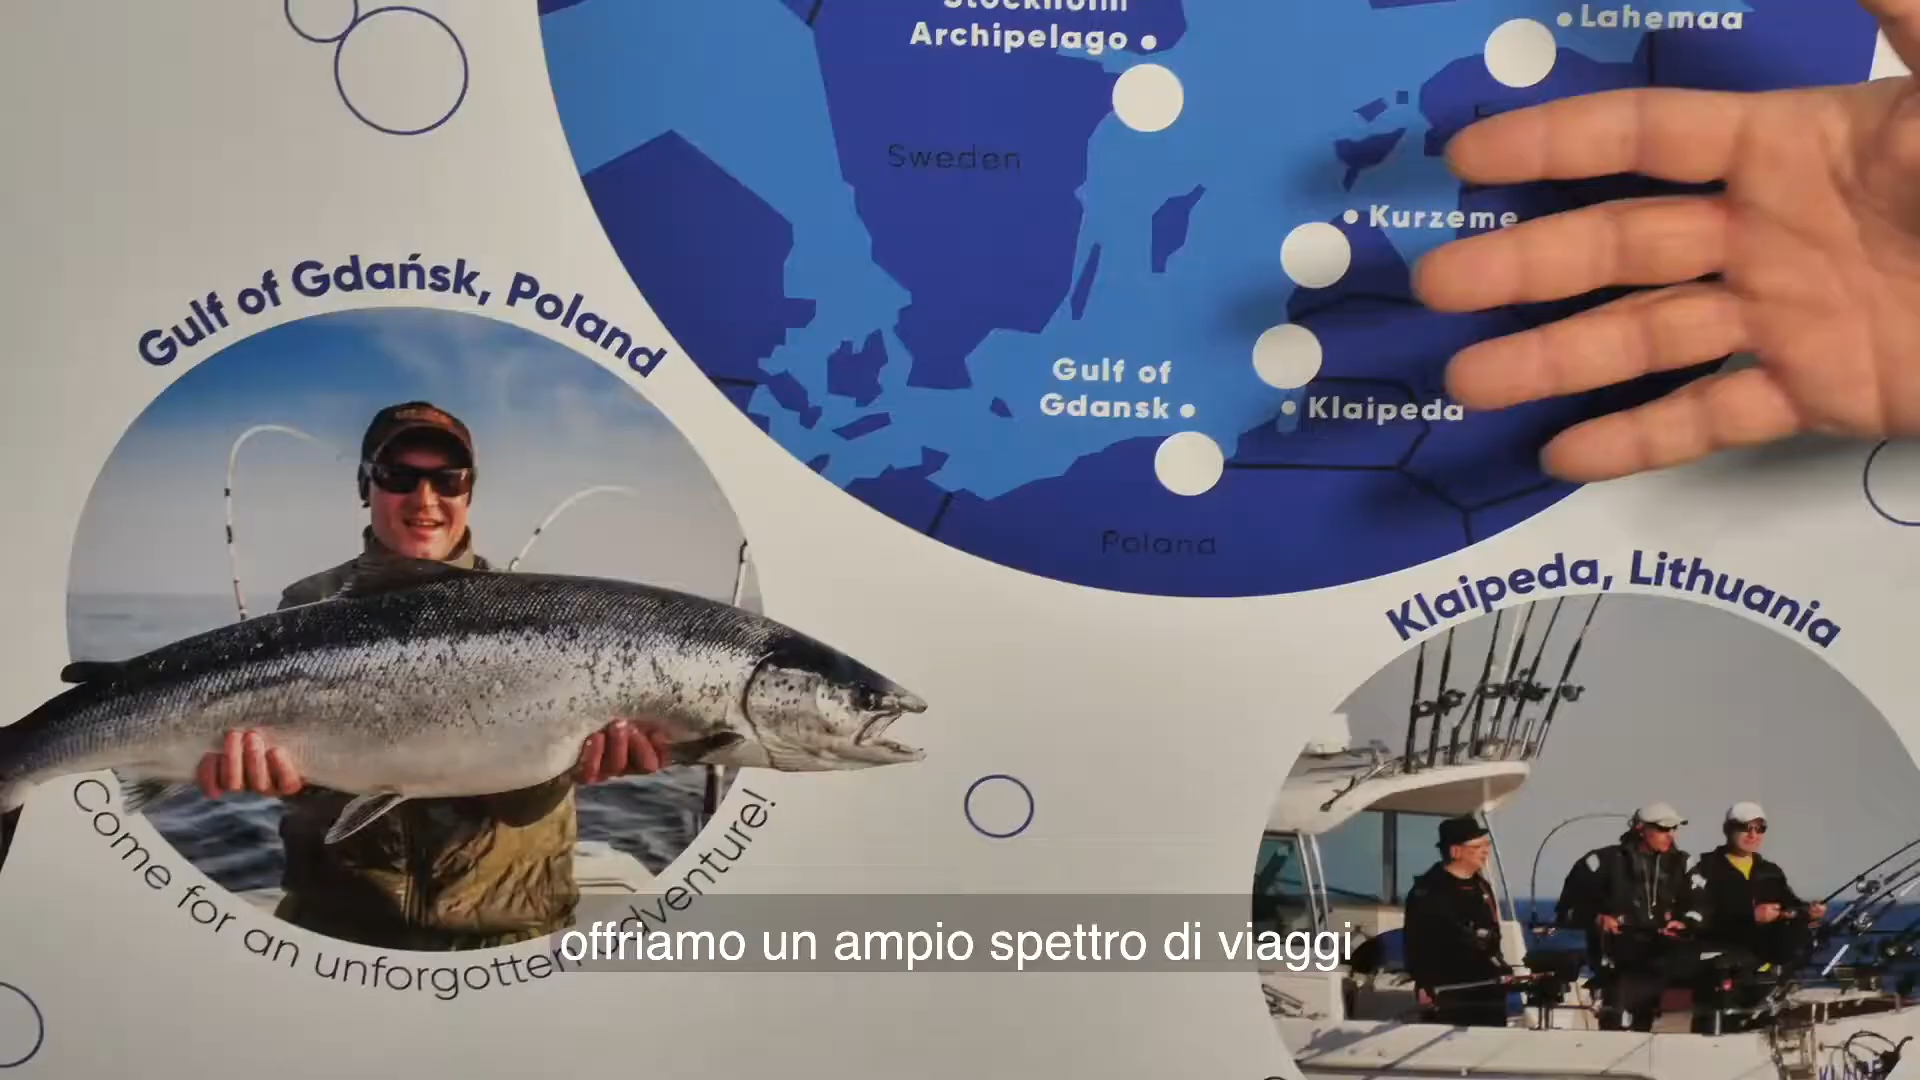 Stockholm
Archipelago
Lahemaa
Sweden
Kurzeme
Gulf of Gdańsk, Poland
Gulf of
Gdansk
Klaipeda
Poland
Klaipeda, Lithuania
Come for an unforgotten adventure!
offriamo un ampio spettro di viaggi